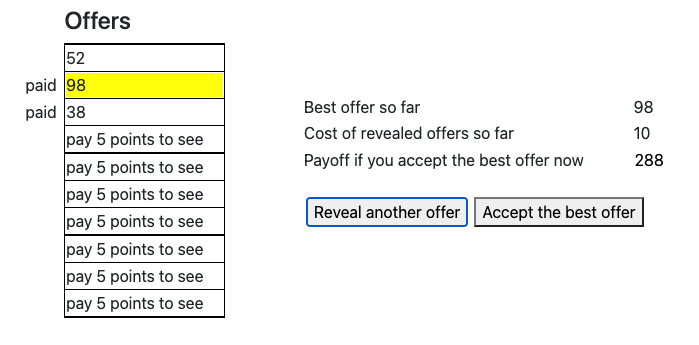 Offers
52
paid 98
paid 38
pay 5 points to see
pay 5 points to see
pay 5 points to see
pay 5 points to see
pay 5 points to see
pay 5 points to see
pay 5 points to see
Best offer so far 98
Cost of revealed offers so far 10
Payoff if you accept the best offer now 288
Reveal another offer Accept the best offer